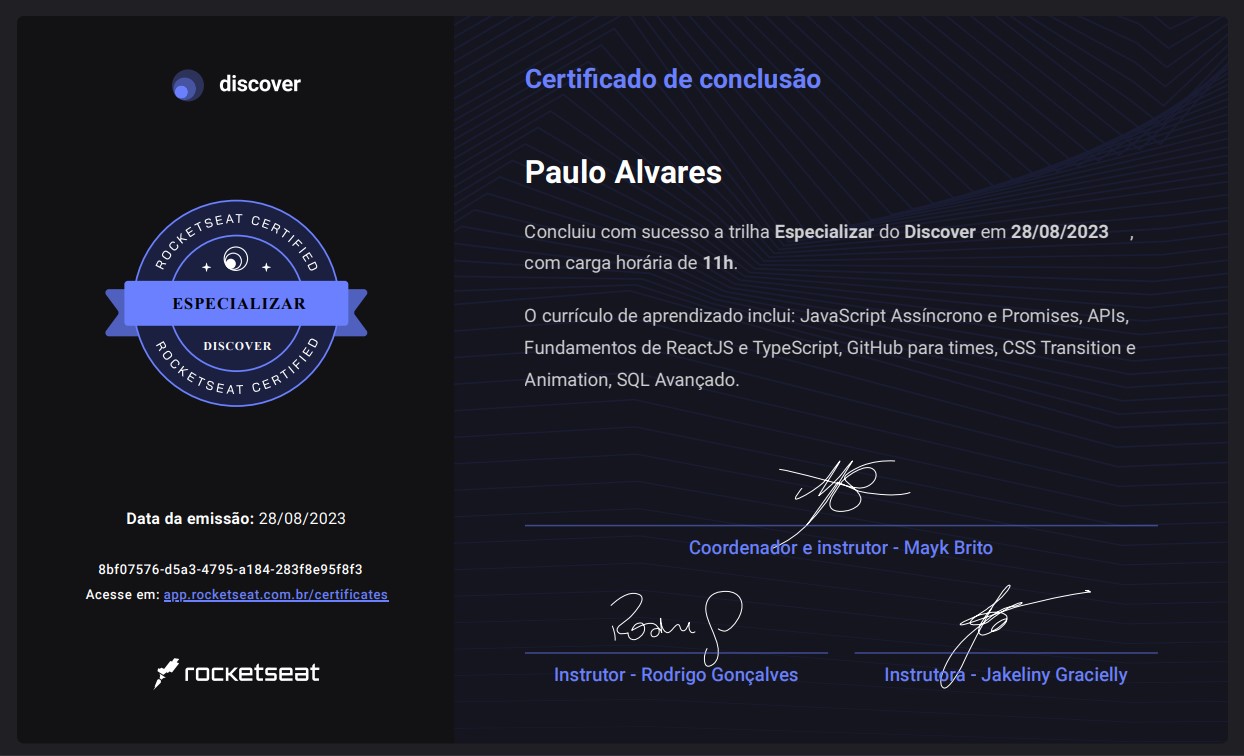 discover
ROCKETSEAT CERTIFIED
ESPECIALIZAR
DISCOVER
ROCKETSEAT CERTIFIED
Data da emissão: 28/08/2023
8bf07576-d5a3-4795-a184-283f8e95f8f3
Acesse em: app.rocketseat.com.br/certificates
rocketseat
Certificado de conclusão
Paulo Alvares
Concluiu com sucesso a trilha Especializar do Discover em 28/08/2023 ,
com carga horária de 11h.
O currículo de aprendizado inclui: JavaScript Assíncrono e Promises, APIs,
Fundamentos de ReactJS e TypeScript, GitHub para times, CSS Transition e
Animation, SQL Avançado.
Coordenador e instrutor - Mayk Brito
Instrutor - Rodrigo Gonçalves
Instrutora - Jakeliny Gracielly